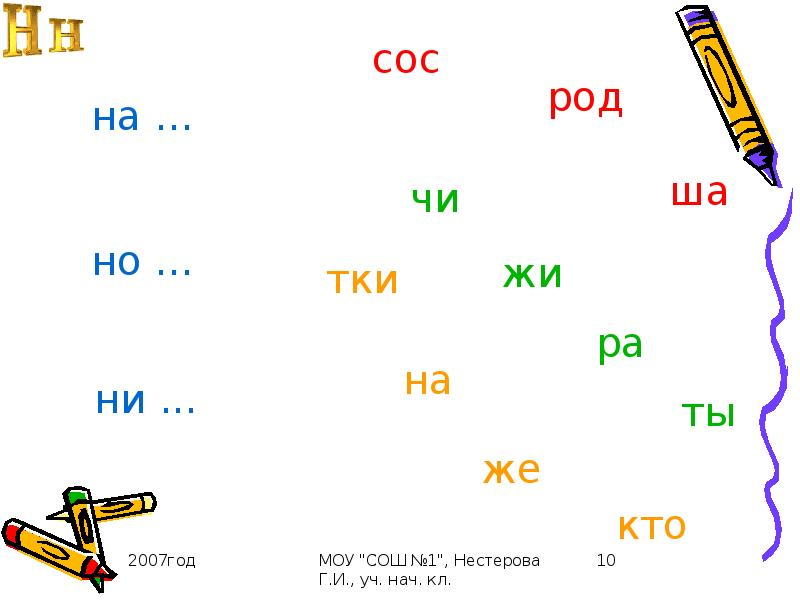 Нн
сос
род
на ...
ша
чи
но ...
жи
тки
ра
на
ни ...
ты
же
кто
2007год
МОУ "СОШ №1", Нестерова
Г.И., уч. нач. кл.
10